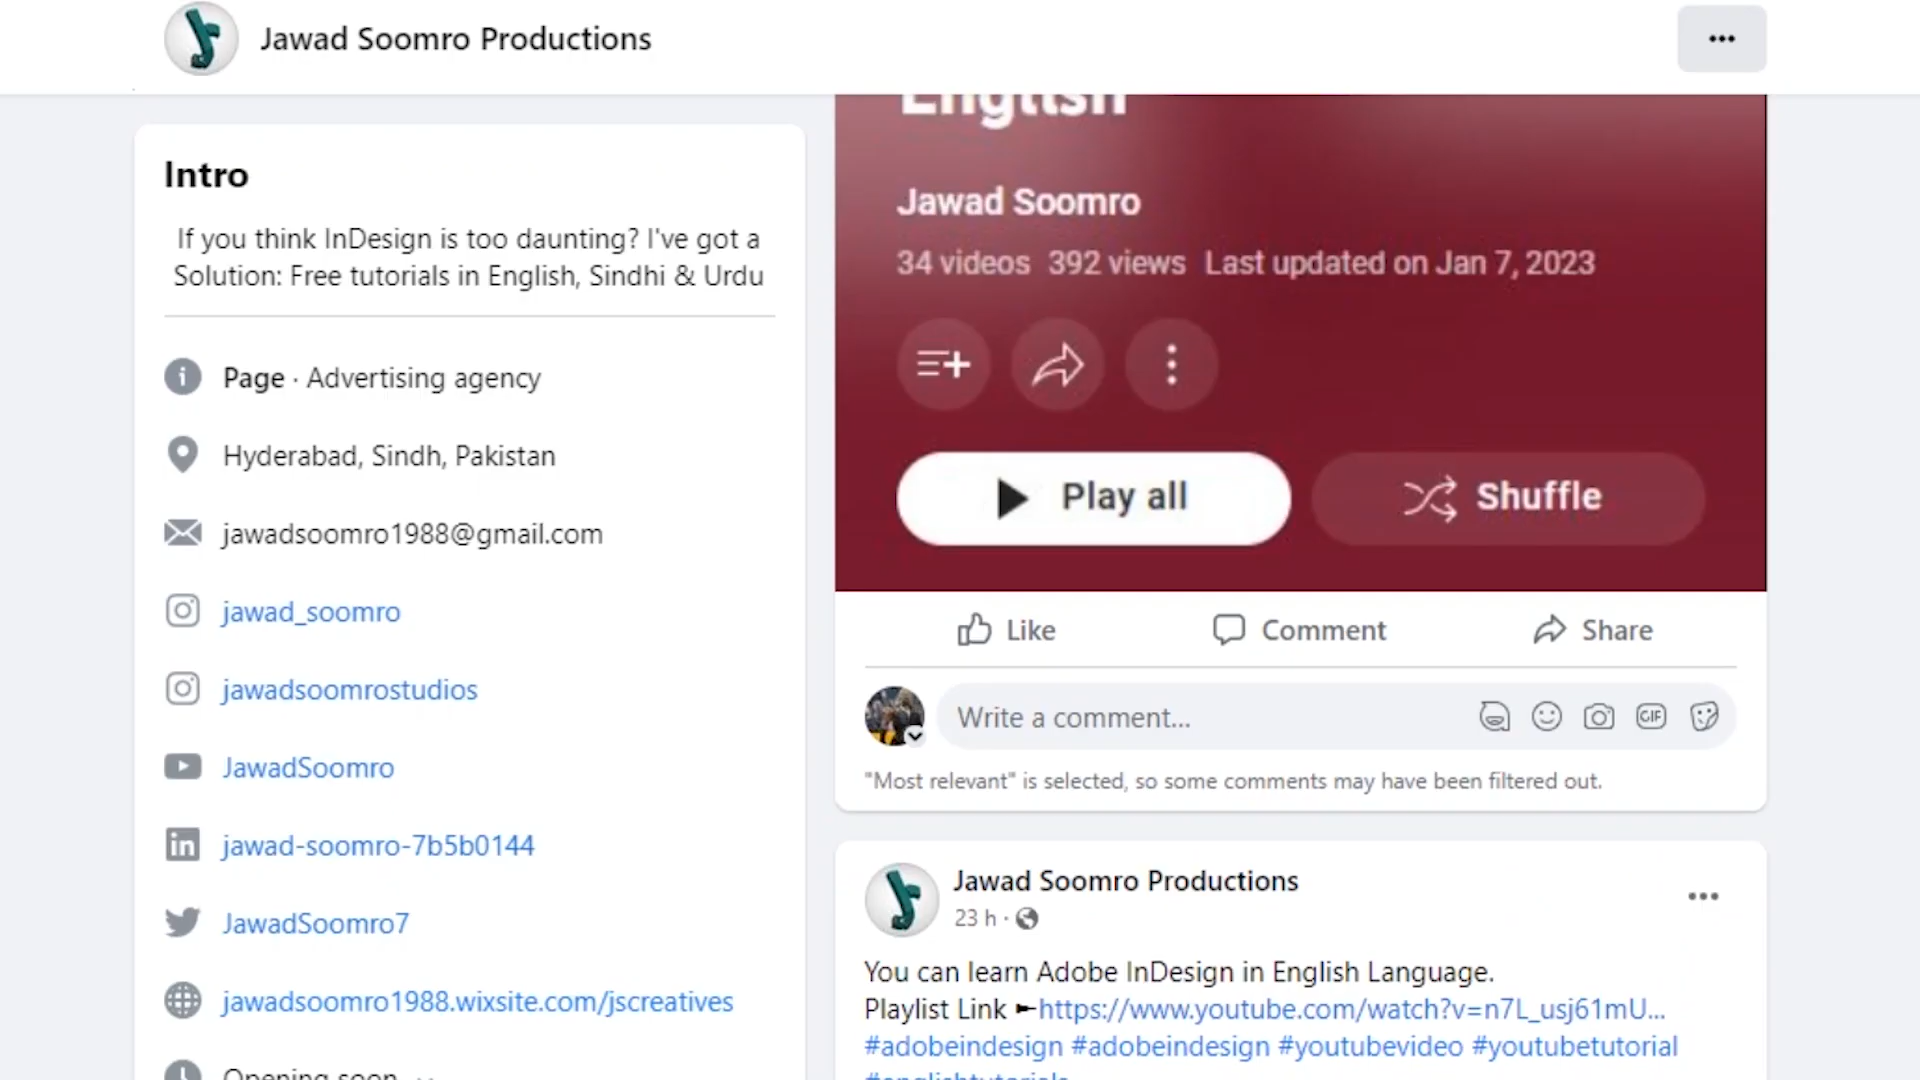 Jawad Soomro Productions
Intro
If you think InDesign is too daunting? I've got a
Solution: Free tutorials in English, Sindhi & Urdu
Page · Advertising agency
Hyderabad, Sindh, Pakistan
jawadsoomro1988@gmail.com
jawad_soomro
jawadsoomrostudios
JawadSoomro
jawad-soomro-7b5b0144
JawadSoomro7
jawadsoomro1988.wixsite.com/jscreatives
Opening soon
English
Jawad Soomro
34 videos 392 views Last updated on Jan 7, 2023
Play all
Shuffle
Like
Comment
Share
Write a comment...
GIF
"Most relevant" is selected, so some comments may have been filtered out.
Jawad Soomro Productions
23 h ·
You can learn Adobe InDesign in English Language.
Playlist Link ►https://www.youtube.com/watch?v=n7L_usj61mU...
#adobeindesign #adobeindesign #youtubevideo #youtubetutorial
#englishtutorials